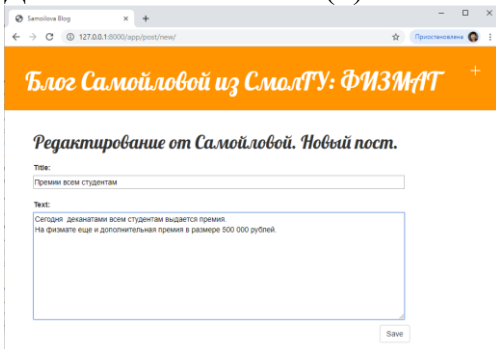 Samoilova Blog
127.0.0.1:8000/app/post/new/
Приостановлена
Блог Самойловой из СмолГУ: ФИЗМАТ
Редактирование от Самойловой. Новый пост.
Title:
Премии всем студентам
Text:
Сегодня деканатами всем студентам выдается премия.
На физмате еще и дополнительная премия в размере 500 000 рублей.
Save